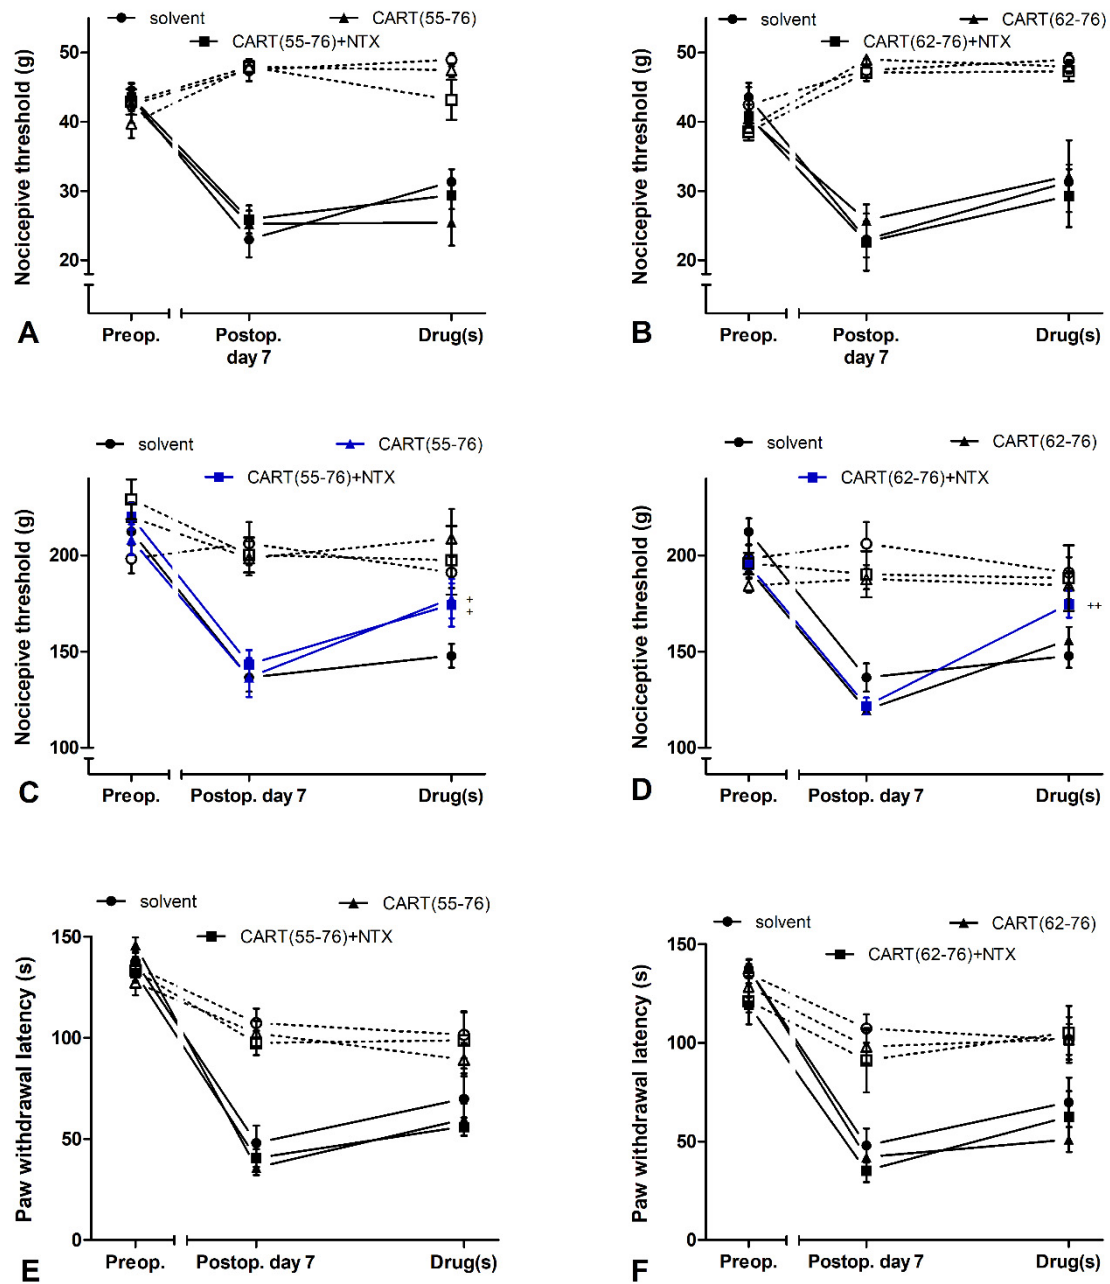 solvent
CART(55-76)
CART(55-76)+NTX
Nocicepive threshold (g)
50
40
30
20
Preop.
Postop.
day 7
Drug(s)
A
solvent
CART(62-76)
CART(62-76)+NTX
Nociceptive threshold (g)
50
40
30
20
Preop.
Postop.
day 7
Drug(s)
B
solvent
CART(55-76)
CART(55-76)+NTX
Nociceptive threshold (g)
200
150
100
+
+
Preop.
Postop. day 7
Drug(s)
C
solvent
CART(62-76)
CART(62-76)+NTX
Nociceptive threshold (g)
200
150
100
++
Preop.
Postop. day 7
Drug(s)
D
solvent
CART(55-76)
CART(55-76)+NTX
Paw withdrawal latency (s)
150
100
50
0
Preop.
Postop. day 7
Drug(s)
E
solvent
CART(62-76)
CART(62-76)+NTX
Paw withdrawal latency (s)
150
100
50
0
Preop.
Postop. day 7
Drug(s)
F